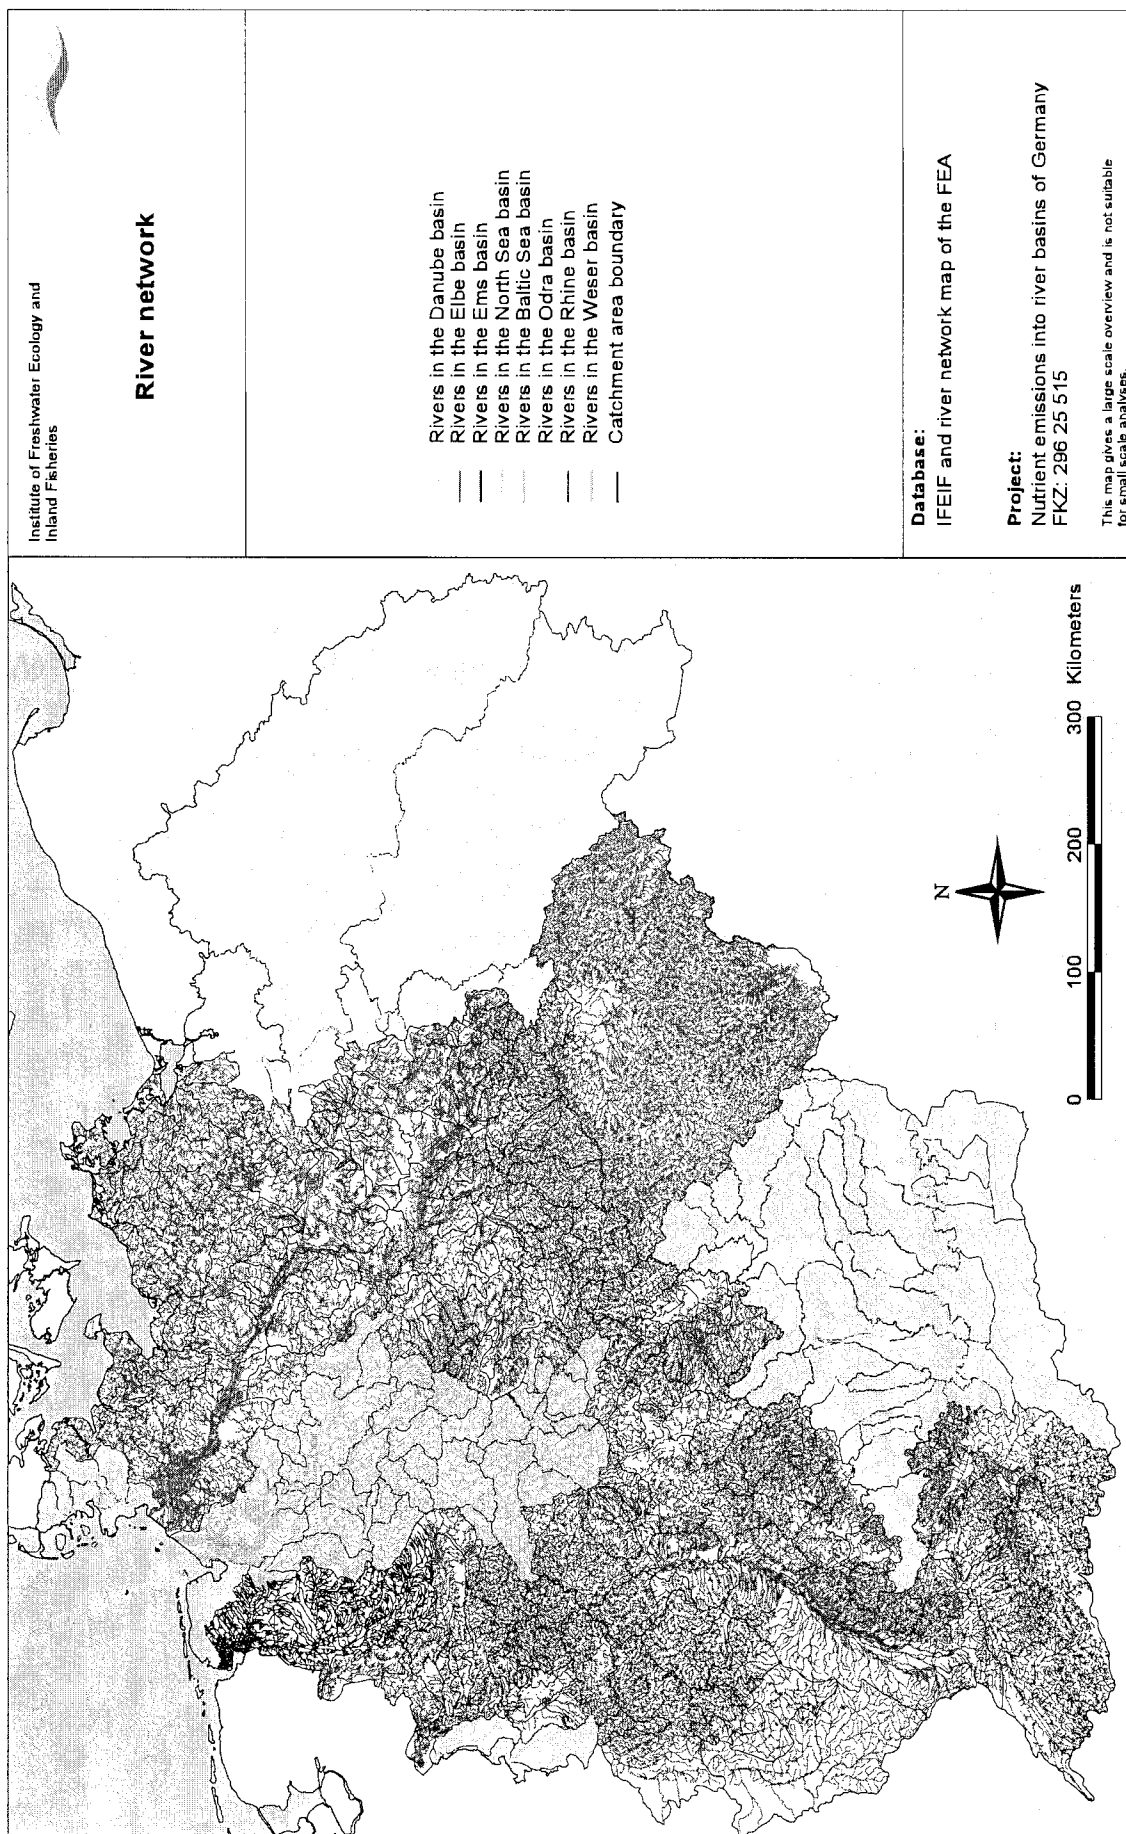 Institute of Freshwater Ecology and
Inland Fisheries
River network
Rivers in the Danube basin
Rivers in the Elbe basin
Rivers in the Ems basin
Rivers in the North Sea basin
Rivers in the Baltic Sea basin
Rivers in the Odra basin
Rivers in the Rhine basin
Rivers in the Weser basin
Catchment area boundary
Database:
IFEIF and river network map of the FEA
Project:
Nutrient emissions into river basins of Germany
FKZ: 296 25 515
This map gives a large scale overview and is not suitable
for small scale analyses.
N
0 100 200 300 Kilometers